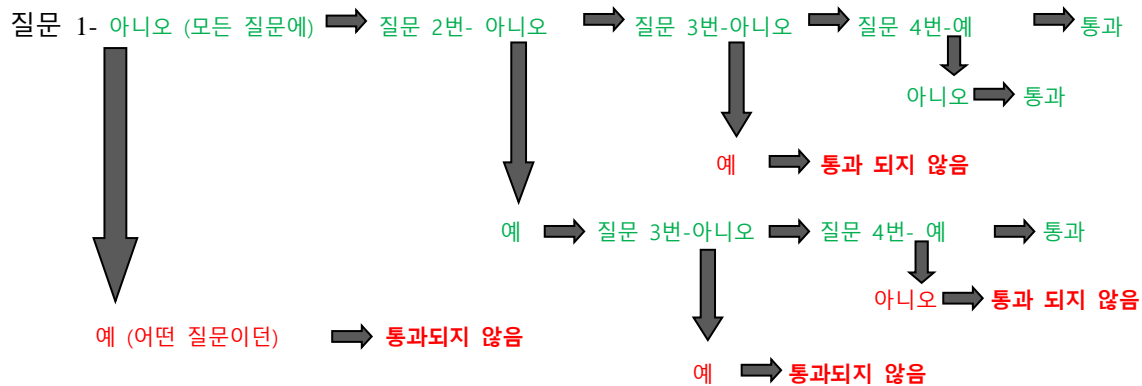 질문 1- 아니오 (모든 질문에) 질문 2번- 아니오 질문 3번-아니오 질문 4번-예 통과
아니오 통과
예 통과 되지 않음
예 질문 3번-아니오 질문 4번- 예 통과
아니오 통과 되지 않음
예 (어떤 질문이던) 통과되지 않음
예 통과되지 않음